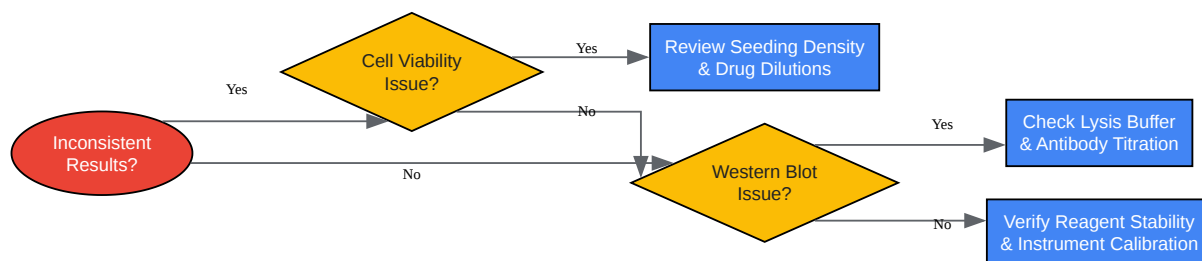 Cell Viability
Issue?
Yes
Review Seeding Density
& Drug Dilutions
Yes
No
Inconsistent
Results?
No
Western Blot
Issue?
Yes
Check Lysis Buffer
& Antibody Titration
No
Verify Reagent Stability
& Instrument Calibration